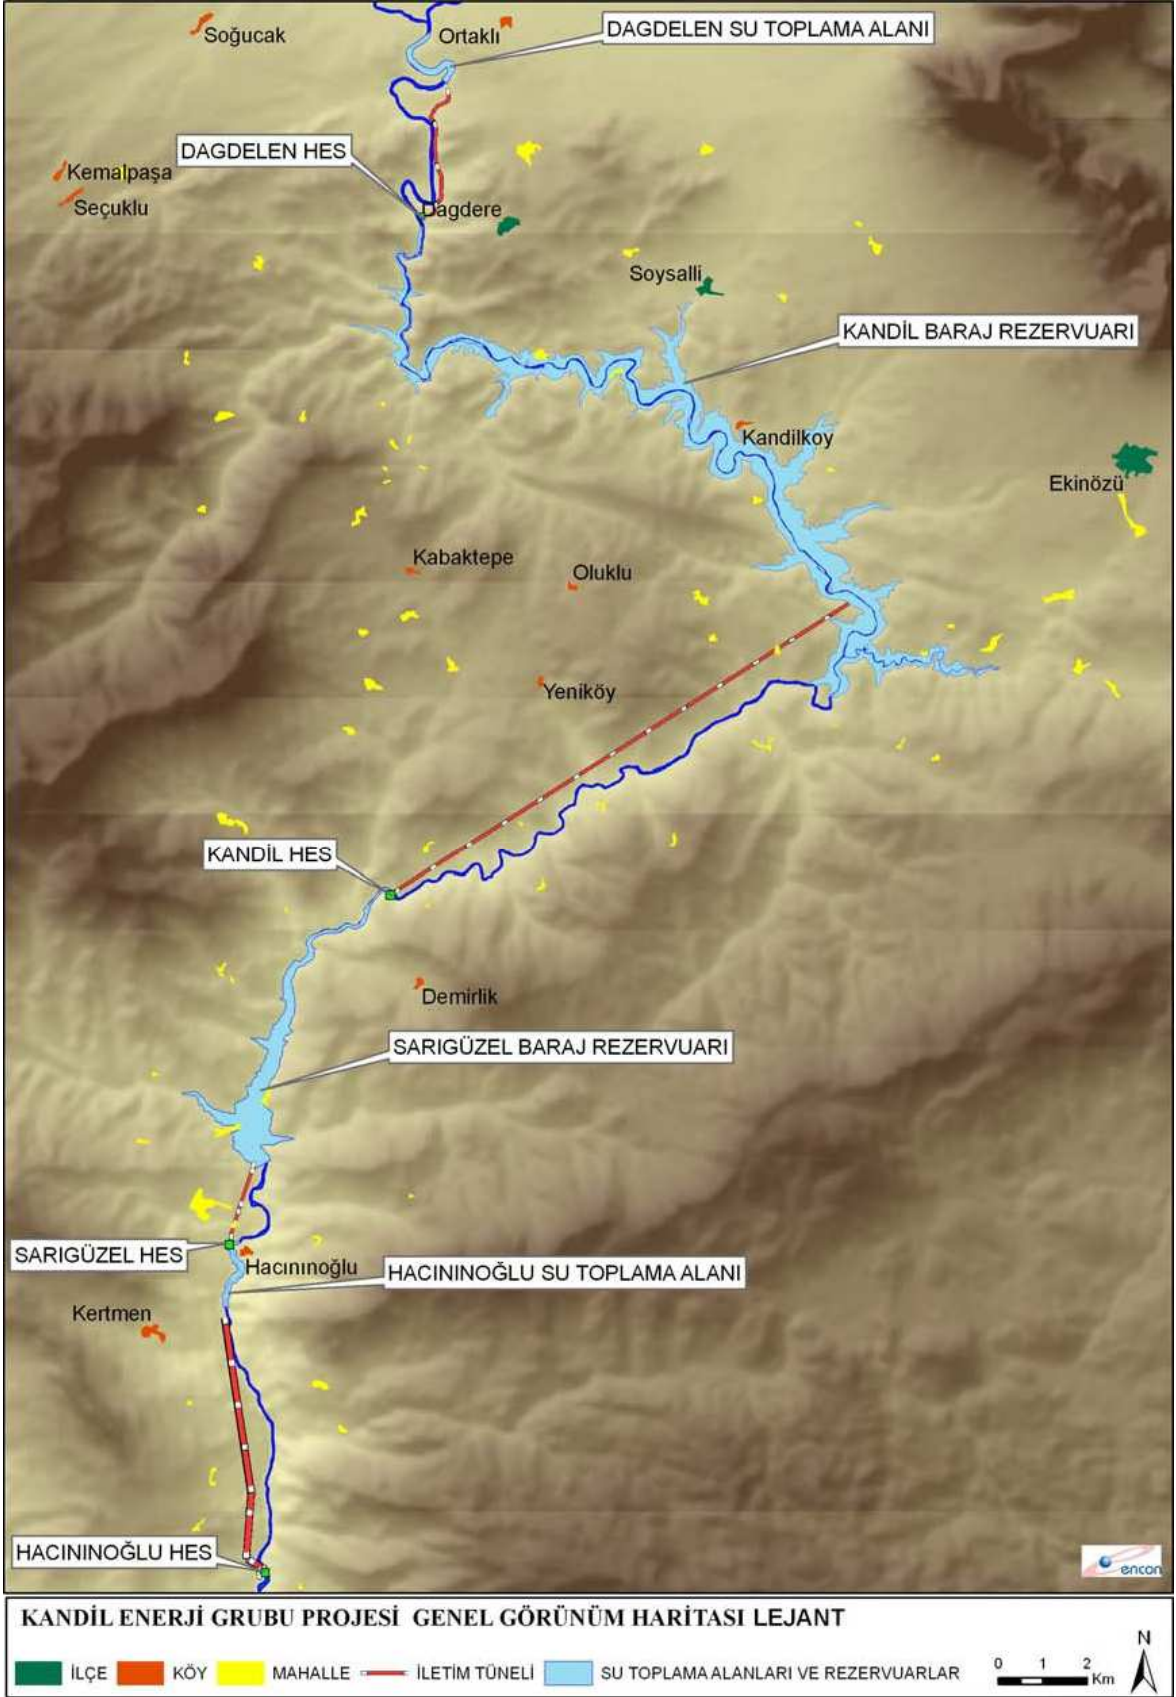 Soğucak
Ortaklı
DAGDELEN SU TOPLAMA ALANI
DAGDELEN HES
Kemalpaşa
Seçuklu
Dagdere
Soysalli
KANDİL BARAJ REZERVUARI
Kandilkoy
Ekinözü
Kabaktepe
Oluklu
Yeniköy
KANDİL HES
Demirlik
SARIGÜZEL BARAJ REZERVUARI
SARIGÜZEL HES
Hacınınoğlu
HACININOĞLU SU TOPLAMA ALANI
Kertmen
HACININOĞLU HES
encon
KANDİL ENERJİ GRUBU PROJESİ GENEL GÖRÜNÜM HARİTASI LEJANT
İLÇE KÖY MAHALLE İLETİM TÜNELİ SU TOPLAMA ALANLARI VE REZERVUARLAR
0 1 2 Km
N